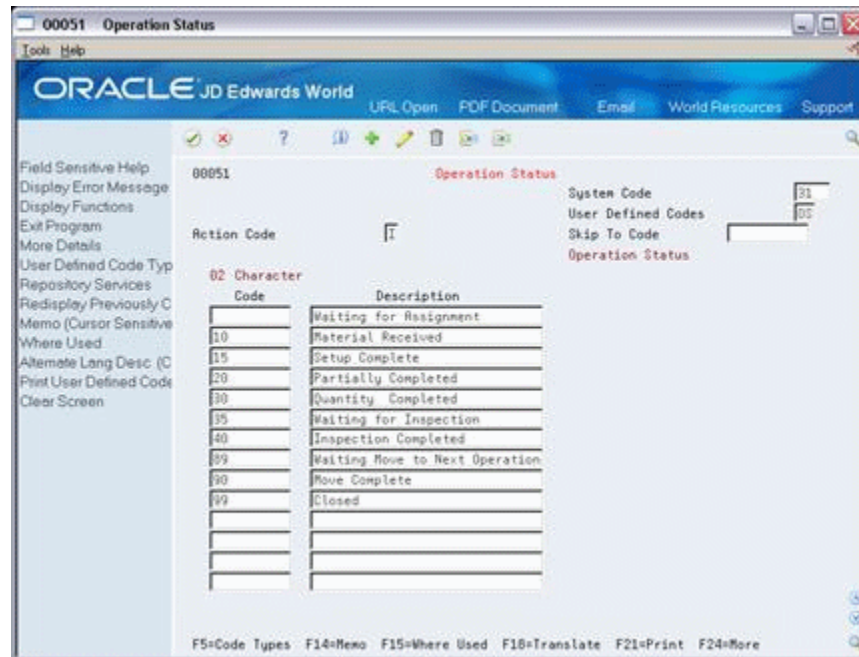 00051 Operation Status
Tools Help
ORACLE JD Edwards World
URL Open PDF Document Email World Resources Support
Field Sensitive Help
Display Error Message
Display Functions
Exit Program
More Details
User Defined Code Typ
Repository Services
Redisplay Previously C
Memo (Cursor Sensitive
Where Used
Alternate Lang Desc (C
Print User Defined Code
Clear Screen
00051 Operation Status
System Code 31
User Defined Codes OS
Action Code I Skip To Code
Operation Status
02 Character
Code Description
Waiting for Assignment
10 Material Received
15 Setup Complete
20 Partially Completed
30 Quantity Completed
35 Waiting for Inspection
40 Inspection Completed
89 Waiting Move to Next Operation
90 Move Complete
99 Closed
F5=Code Types F14=Memo F15=Where Used F18=Translate F21=Print F24=More